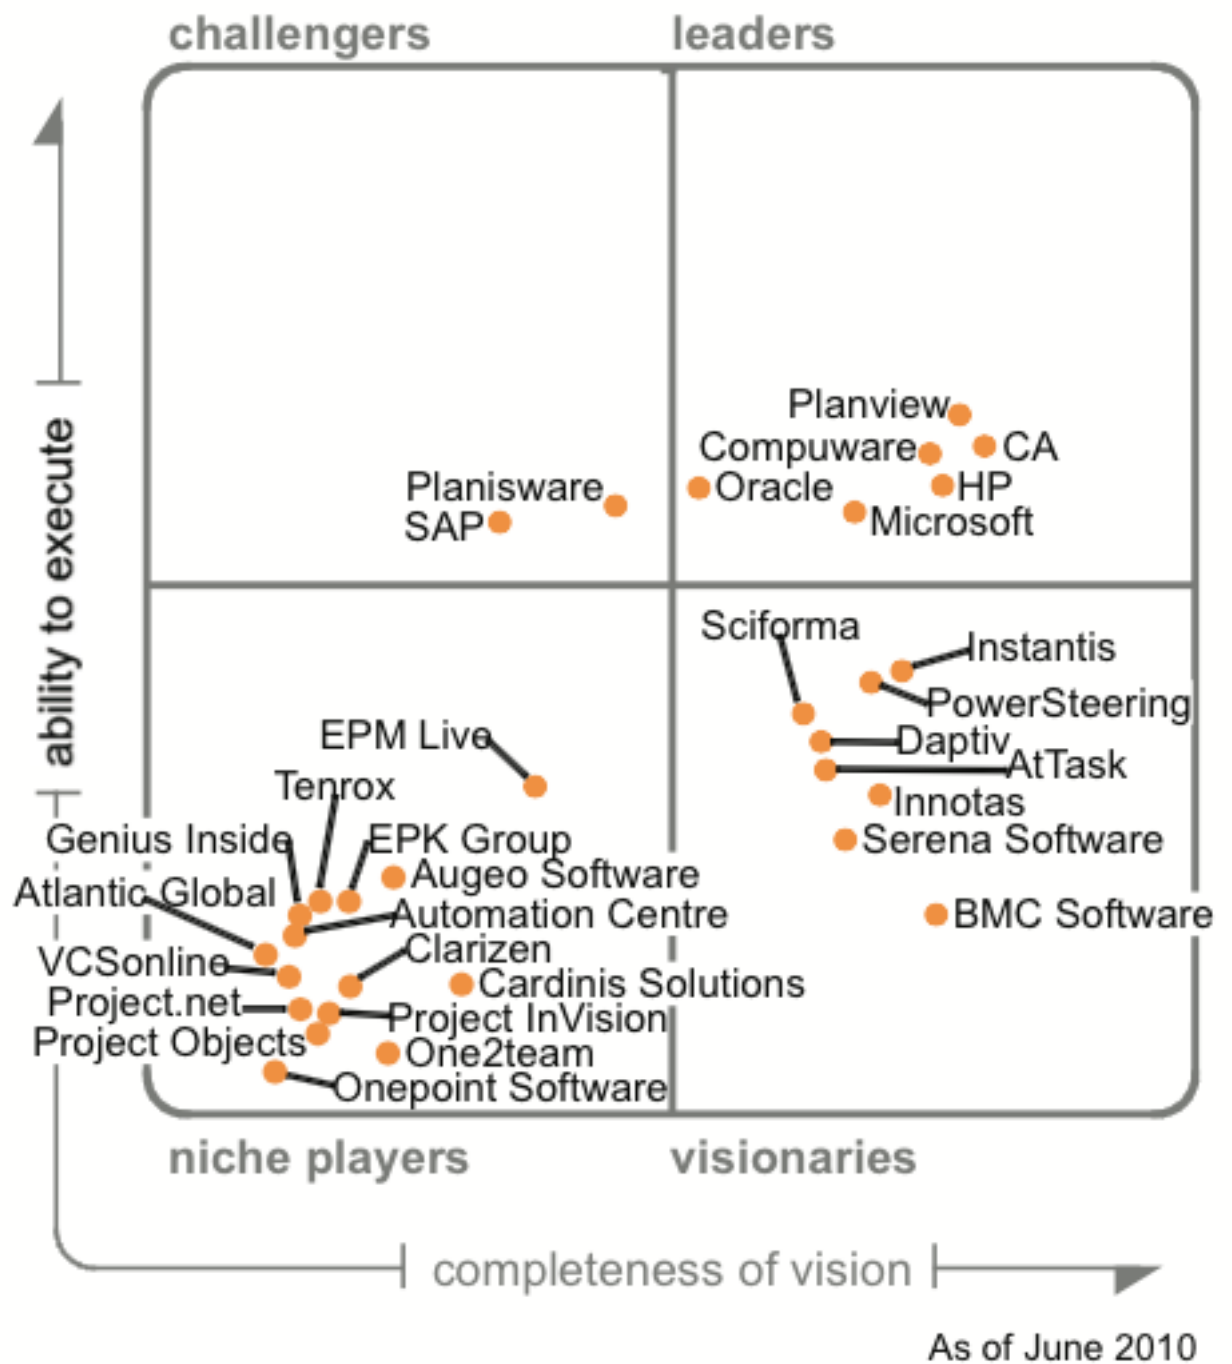 challengers
leaders
Planview
Compuware
CA
Planisware
Oracle
HP
SAP
Microsoft
ability to execute
Sciforma
Instantis
PowerSteering
EPM Live
Daptiv
AtTask
Tenrox
Innotas
Genius Inside
EPK Group
Serena Software
Augeo Software
Atlantic Global
Automation Centre
BMC Software
Clarizen
VCSonline
Cardinis Solutions
Project.net
Project InVision
Project Objects
One2team
Onepoint Software
niche players
visionaries
completeness of vision
As of June 2010